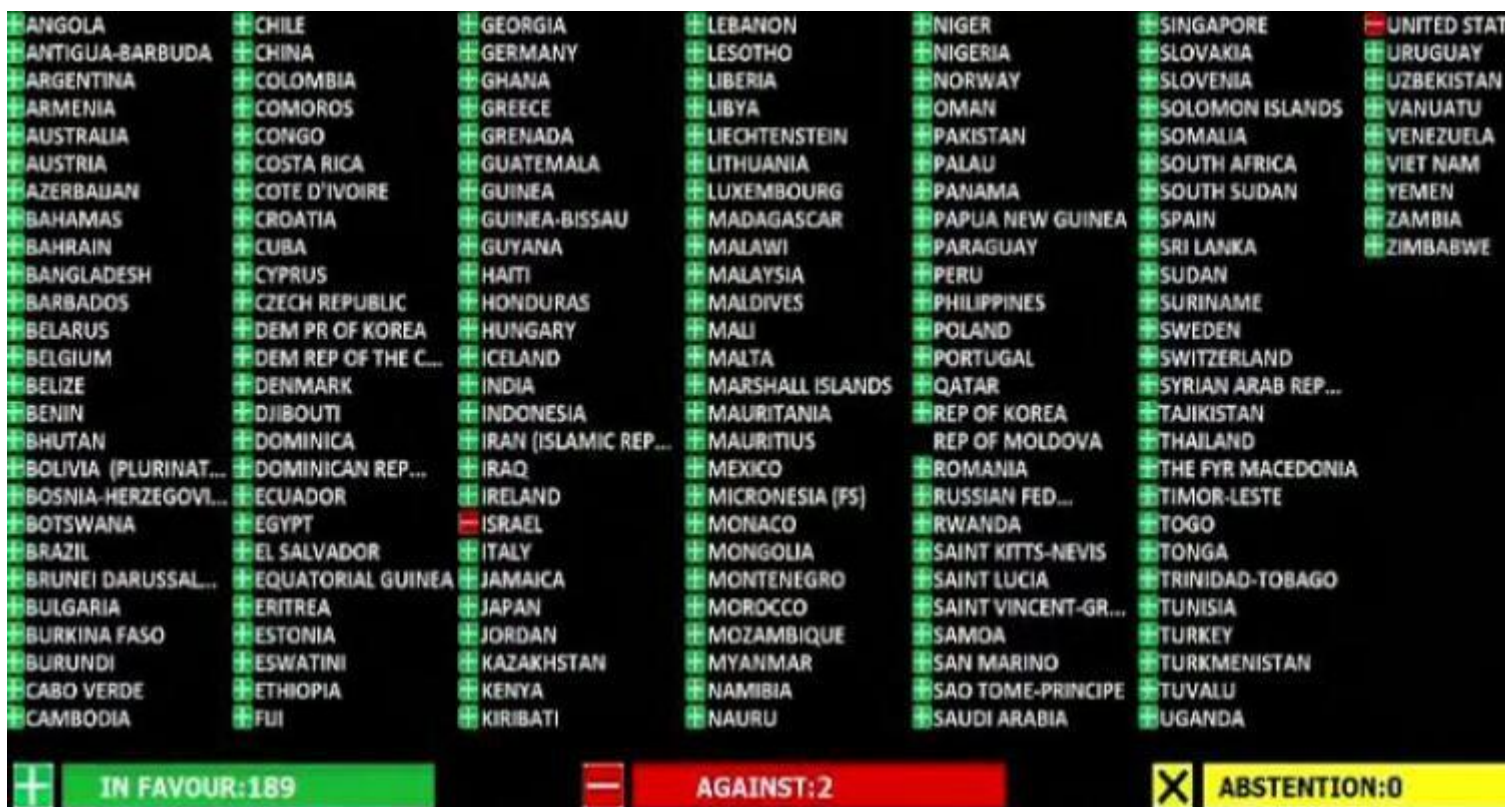 ANGOLA
ANTIGUA-BARBUDA
ARGENTINA
ARMENIA
AUSTRALIA
AUSTRIA
AZERBAIJAN
BAHAMAS
BAHRAIN
BANGLADESH
BARBADOS
BELARUS
BELGIUM
BELIZE
BENIN
BHUTAN
BOLIVIA (PLURINAT...
BOSNIA-HERZEGOVI...
BOTSWANA
BRAZIL
BRUNEI DARUSSAL...
BULGARIA
BURKINA FASO
BURUNDI
CABO VERDE
CAMBODIA
CHILE
CHINA
COLOMBIA
COMOROS
CONGO
COSTA RICA
COTE D'IVOIRE
CROATIA
CUBA
CYPRUS
CZECH REPUBLIC
DEM PR OF KOREA
DEM REP OF THE C...
DENMARK
DJIBOUTI
DOMINICA
DOMINICAN REP...
ECUADOR
EGYPT
EL SALVADOR
EQUATORIAL GUINEA
ERITREA
ESTONIA
ESWATINI
ETHIOPIA
FIJI
GEORGIA
GERMANY
GHANA
GREECE
GRENADA
GUATEMALA
GUINEA
GUINEA-BISSAU
GUYANA
HAITI
HONDURAS
HUNGARY
ICELAND
INDIA
INDONESIA
IRAN (ISLAMIC REP...
IRAQ
IRELAND
ISRAEL
ITALY
JAMAICA
JAPAN
JORDAN
KAZAKHSTAN
KENYA
KIRIBATI
LEBANON
LESOTHO
LIBERIA
LIBYA
LIECHTENSTEIN
LITHUANIA
LUXEMBOURG
MADAGASCAR
MALAWI
MALAYSIA
MALDIVES
MALI
MALTA
MARSHALL ISLANDS
MAURITANIA
MAURITIUS
MEXICO
MICRONESIA (FS)
MONACO
MONGOLIA
MONTENEGRO
MOROCCO
MOZAMBIQUE
MYANMAR
NAMIBIA
NAURU
NIGER
NIGERIA
NORWAY
OMAN
PAKISTAN
PALAU
PANAMA
PAPUA NEW GUINEA
PARAGUAY
PERU
PHILIPPINES
POLAND
PORTUGAL
QATAR
REP OF KOREA
REP OF MOLDOVA
ROMANIA
RUSSIAN FED...
RWANDA
SAINT KITTS-NEVIS
SAINT LUCIA
SAINT VINCENT-GR...
SAMOA
SAN MARINO
SAO TOME-PRINCIPE
SAUDI ARABIA
SINGAPORE
SLOVAKIA
SLOVENIA
SOLOMON ISLANDS
SOMALIA
SOUTH AFRICA
SOUTH SUDAN
SPAIN
SRI LANKA
SUDAN
SURINAME
SWEDEN
SWITZERLAND
SYRIAN ARAB REP...
TAJIKISTAN
THAILAND
THE FYR MACEDONIA
TIMOR-LESTE
TOGO
TONGA
TRINIDAD-TOBAGO
TUNISIA
TURKEY
TURKMENISTAN
TUVALU
UGANDA
UNITED STAT
URUGUAY
UZBEKISTAN
VANUATU
VENEZUELA
VIET NAM
YEMEN
ZAMBIA
ZIMBABWE
IN FAVOUR:189
AGAINST:2
ABSTENTION:0